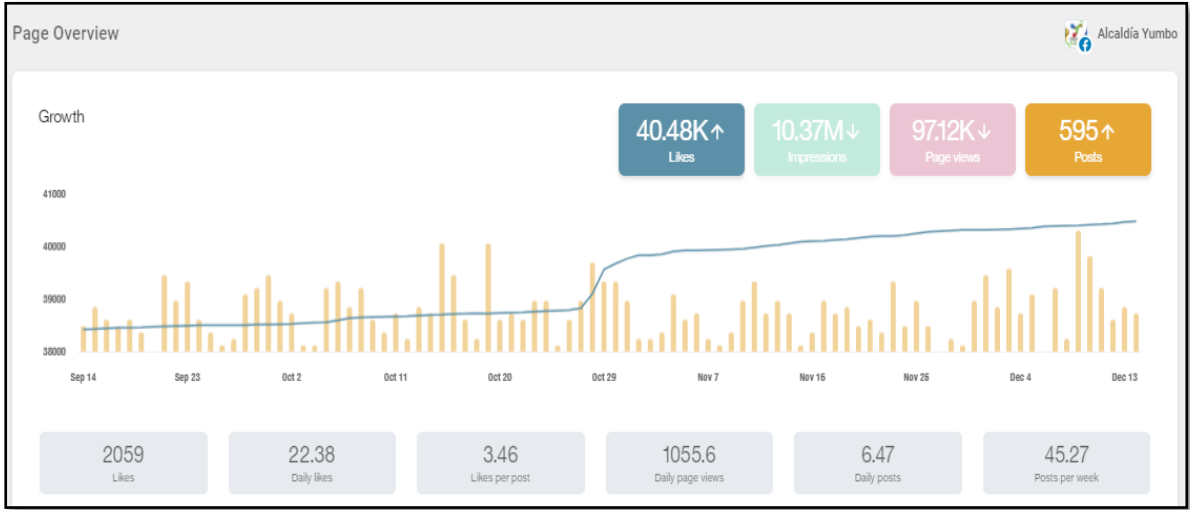 Page Overview
Alcaldía Yumbo
Growth
40.48K↑
Likes
10.37M↓
Impressions
97.12K↓
Page views
595↑
Posts
41000
40000
39000
38000
Sep 14 Sep 23 Oct 2 Oct 11 Oct 20 Oct 29 Nov 7 Nov 16 Nov 25 Dec 4 Dec 13
2059
Likes
22.38
Daily likes
3.46
Likes per post
1055.6
Daily page views
6.47
Daily posts
45.27
Posts per week